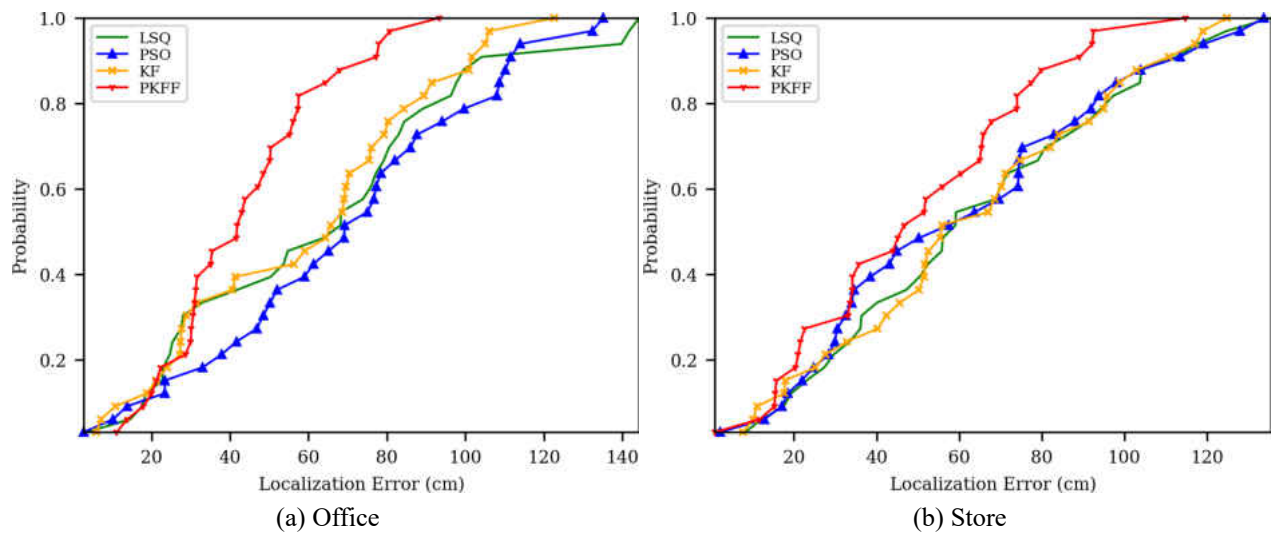 1.0
0.8
0.6
0.4
0.2
Probability
LSQ
PSO
KF
PKFF
20 40 60 80 100 120 140
Localization Error (cm)
(a) Office
1.0
0.8
0.6
0.4
0.2
Probability
LSQ
PSO
KF
PKFF
20 40 60 80 100 120
Localization Error (cm)
(b) Store